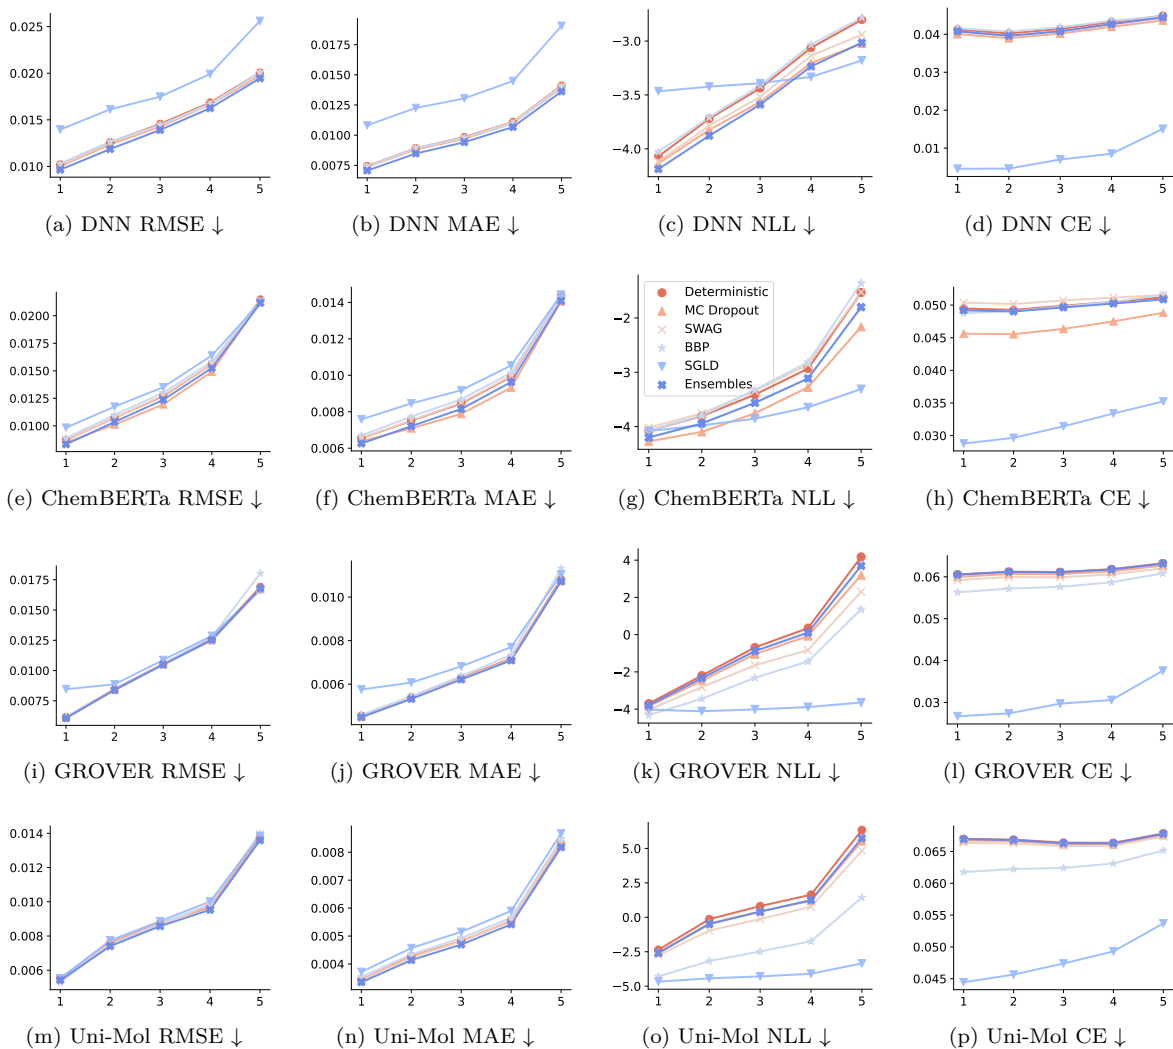 0.025
0.020
0.015
0.010
1 2 3 4 5
(a) DNN RMSE ↓
0.0175
0.0150
0.0125
0.0100
0.0075
1 2 3 4 5
(b) DNN MAE ↓
−3.0
−3.5
−4.0
1 2 3 4 5
(c) DNN NLL ↓
0.04
0.03
0.02
0.01
1 2 3 4 5
(d) DNN CE ↓
0.0200
0.0175
0.0150
0.0125
0.0100
1 2 3 4 5
(e) ChemBERTa RMSE ↓
0.014
0.012
0.010
0.008
0.006
1 2 3 4 5
(f) ChemBERTa MAE ↓
Deterministic
MC Dropout
SWAG
BBP
SGLD
Ensembles
−2
−3
−4
1 2 3 4 5
(g) ChemBERTa NLL ↓
0.050
0.045
0.040
0.035
0.030
1 2 3 4 5
(h) ChemBERTa CE ↓
0.0175
0.0150
0.0125
0.0100
0.0075
1 2 3 4 5
(i) GROVER RMSE ↓
0.010
0.008
0.006
1 2 3 4 5
(j) GROVER MAE ↓
4
2
0
−2
−4
1 2 3 4 5
(k) GROVER NLL ↓
0.06
0.05
0.04
0.03
1 2 3 4 5
(l) GROVER CE ↓
0.014
0.012
0.010
0.008
0.006
1 2 3 4 5
(m) Uni-Mol RMSE ↓
0.008
0.007
0.006
0.005
0.004
1 2 3 4 5
(n) Uni-Mol MAE ↓
5.0
2.5
0.0
−2.5
−5.0
1 2 3 4 5
(o) Uni-Mol NLL ↓
0.065
0.060
0.055
0.050
0.045
1 2 3 4 5
(p) Uni-Mol CE ↓